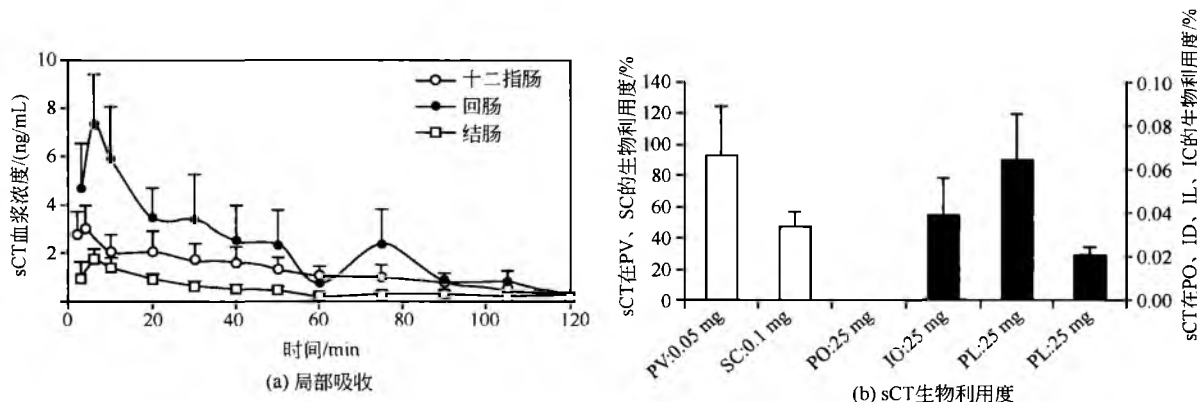 10
8
6
4
2
0
20
40
60
80
100
120
sCT血浆浓度/(ng/mL)
时间/min
十二指肠
回肠
结肠
(a) 局部吸收
sCT在PV、SC的生物利用度/%
140
120
100
80
60
40
20
0
0.10
0.08
0.06
0.04
0.02
0.00
sCT在PO、ID、IL、IC的生物利用度/%
PV:0.05 mg
SC:0.1 mg
PO:25 mg
IO:25 mg
PL:25 mg
PL:25 mg
(b) sCT生物利用度